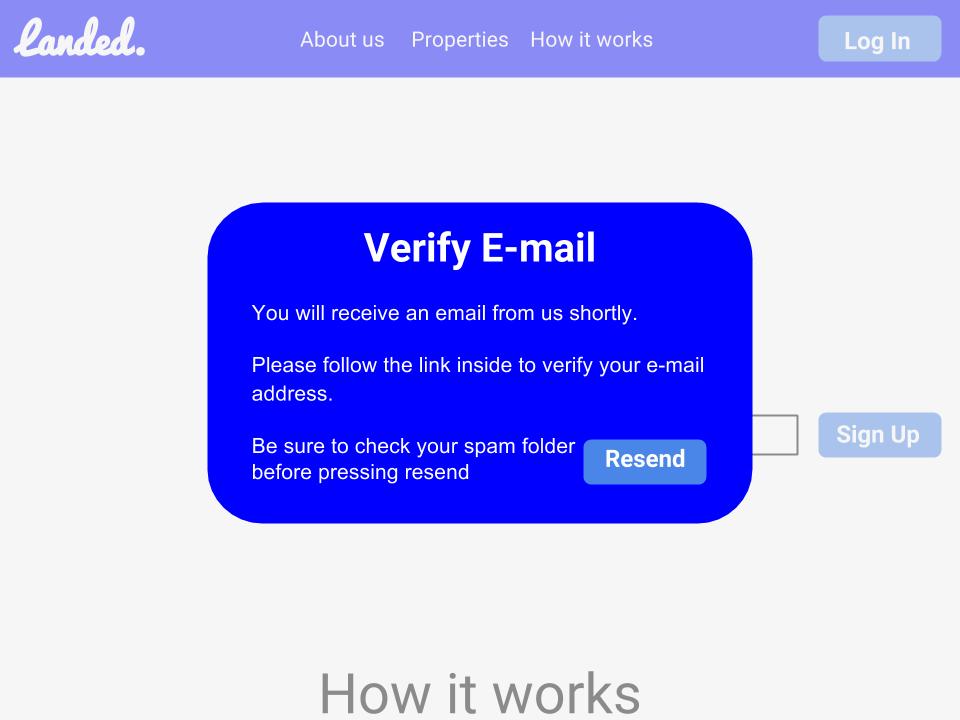 Landed.
About us
Properties
How it works
Log In
Verify E-mail
You will receive an email from us shortly.
Please follow the link inside to verify your e-mail
address.
Be sure to check your spam folder
before pressing resend
Resend
Sign Up
How it works